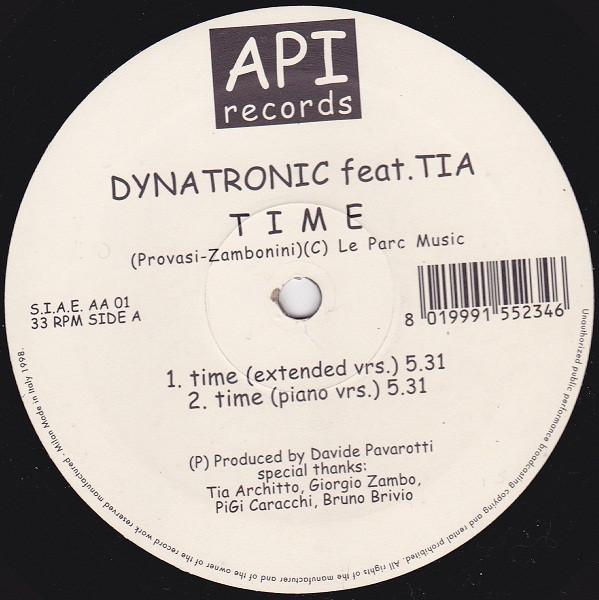 API
records
DYNATRONIC feat.TIA
TIME
(Provasi-Zambonini)(C) Le Parc Music
S.I.A.E. AA 01
33 RPM SIDE A
8 019991 552346
1. time (extended vrs.) 5.31
2. time (piano vrs.) 5.31
(P) Produced by Davide Pavarotti
special thanks:
Tia Architto, Giorgio Zambo,
PiGi Caracchi, Bruno Brivio
Unauthorized public performance broadcasting copying and rental prohibited. All rights of the manufacturer and of the owner of the record work reserved manufactured. Milan Made in Italy 1998.